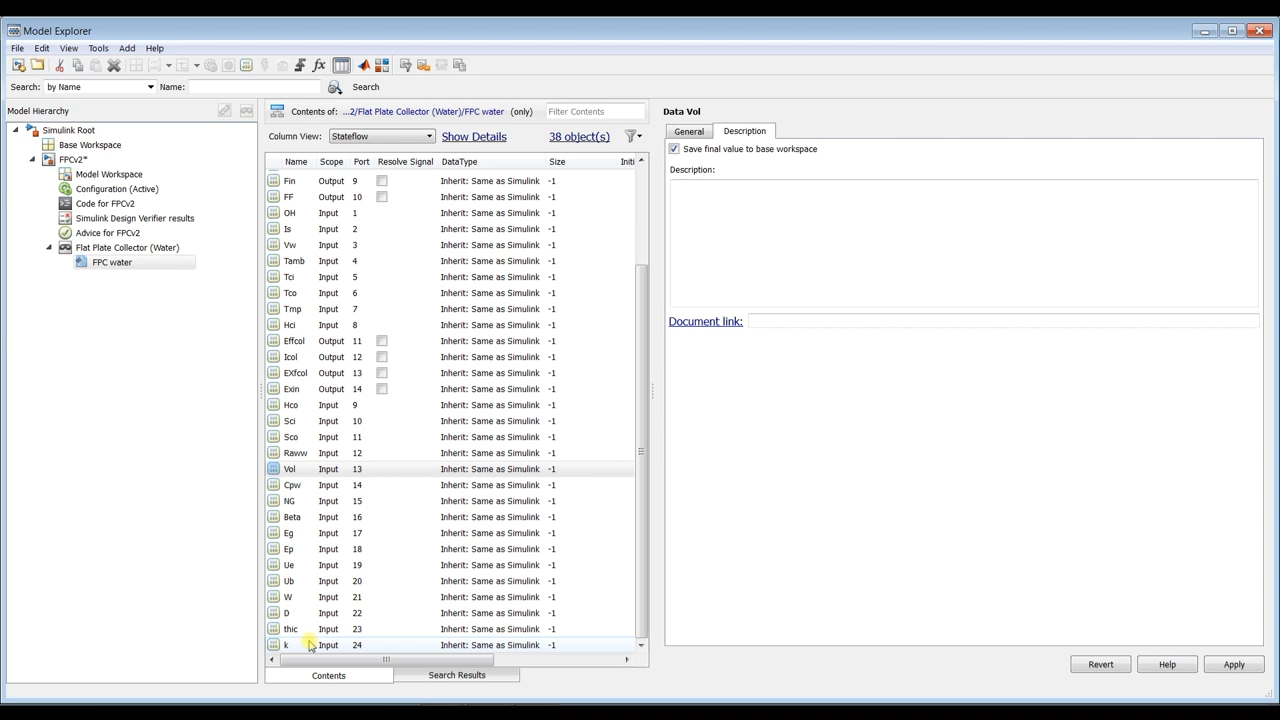 Model Explorer
File Edit View Tools Add Help
Search: by Name Name: Search
Model Hierarchy
Simulink Root
Base Workspace
FPCv2*
Model Workspace
Configuration (Active)
Code for FPCv2
Simulink Design Verifier results
Advice for FPCv2
Flat Plate Collector (Water)
FPC water
Contents of: ...2/Flat Plate Collector (Water)/FPC water (only) Filter Contents
Column View: Stateflow Show Details 38 object(s)
Name Scope Port Resolve Signal DataType Size Initi
Fin Output 9 Inherit: Same as Simulink -1
FF Output 10 Inherit: Same as Simulink -1
OH Input 1 Inherit: Same as Simulink -1
Is Input 2 Inherit: Same as Simulink -1
Vw Input 3 Inherit: Same as Simulink -1
Tamb Input 4 Inherit: Same as Simulink -1
Tci Input 5 Inherit: Same as Simulink -1
Tco Input 6 Inherit: Same as Simulink -1
Tmp Input 7 Inherit: Same as Simulink -1
Hci Input 8 Inherit: Same as Simulink -1
Effcol Output 11 Inherit: Same as Simulink -1
Icol Output 12 Inherit: Same as Simulink -1
EXfcol Output 13 Inherit: Same as Simulink -1
Exin Output 14 Inherit: Same as Simulink -1
Hco Input 9 Inherit: Same as Simulink -1
Sci Input 10 Inherit: Same as Simulink -1
Sco Input 11 Inherit: Same as Simulink -1
Raww Input 12 Inherit: Same as Simulink -1
Vol Input 13 Inherit: Same as Simulink -1
Cpw Input 14 Inherit: Same as Simulink -1
NG Input 15 Inherit: Same as Simulink -1
Beta Input 16 Inherit: Same as Simulink -1
Eg Input 17 Inherit: Same as Simulink -1
Ep Input 18 Inherit: Same as Simulink -1
Ue Input 19 Inherit: Same as Simulink -1
Ub Input 20 Inherit: Same as Simulink -1
W Input 21 Inherit: Same as Simulink -1
D Input 22 Inherit: Same as Simulink -1
thic Input 23 Inherit: Same as Simulink -1
k Input 24 Inherit: Same as Simulink -1
Contents Search Results
Data Vol
General Description
Save final value to base workspace
Description:
Document link:
Revert Help Apply